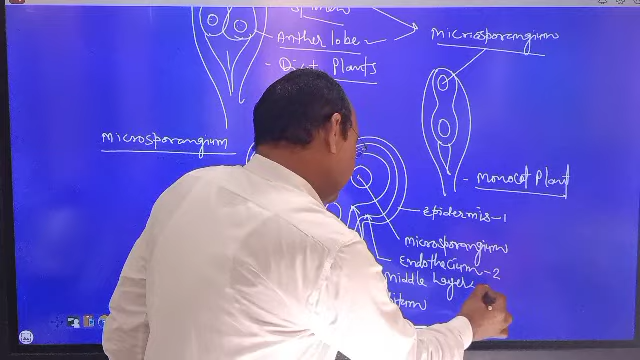 Anther lobe
- Dicot Plants
Microsporangium
Microsporangium
- Monocot Plant
Epidermis-1
Microsporangium
Endothecium-2
Middle Layer